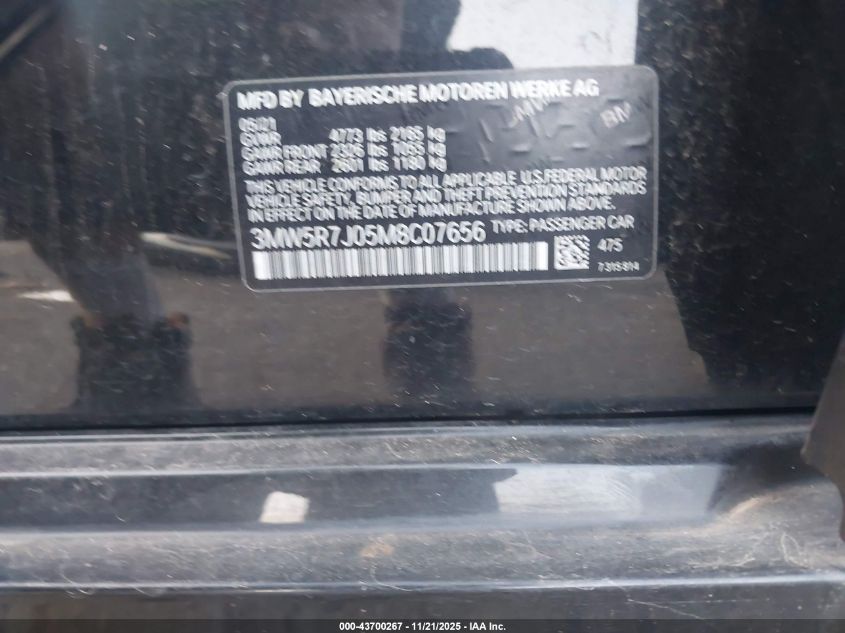 MFD BY BAYERISCHE MOTOREN WERKE AG
05/21
GVWR 4773 lbs 2165 kg
GAWR FRONT 2326 lbs 1055 kg
GAWR REAR 2601 lbs 1180 kg
THIS VEHICLE CONFORMS TO ALL APPLICABLE U.S.FEDERAL MOTOR
VEHICLE SAFETY, BUMPER AND THEFT PREVENTION STANDARDS
IN EFFECT ON THE DATE OF MANUFACTURE SHOWN ABOVE.
3MW5R7J05M8C07656 TYPE: PASSENGER CAR
475
7315914
000-43700267 - 11/21/2025 - IAA Inc.